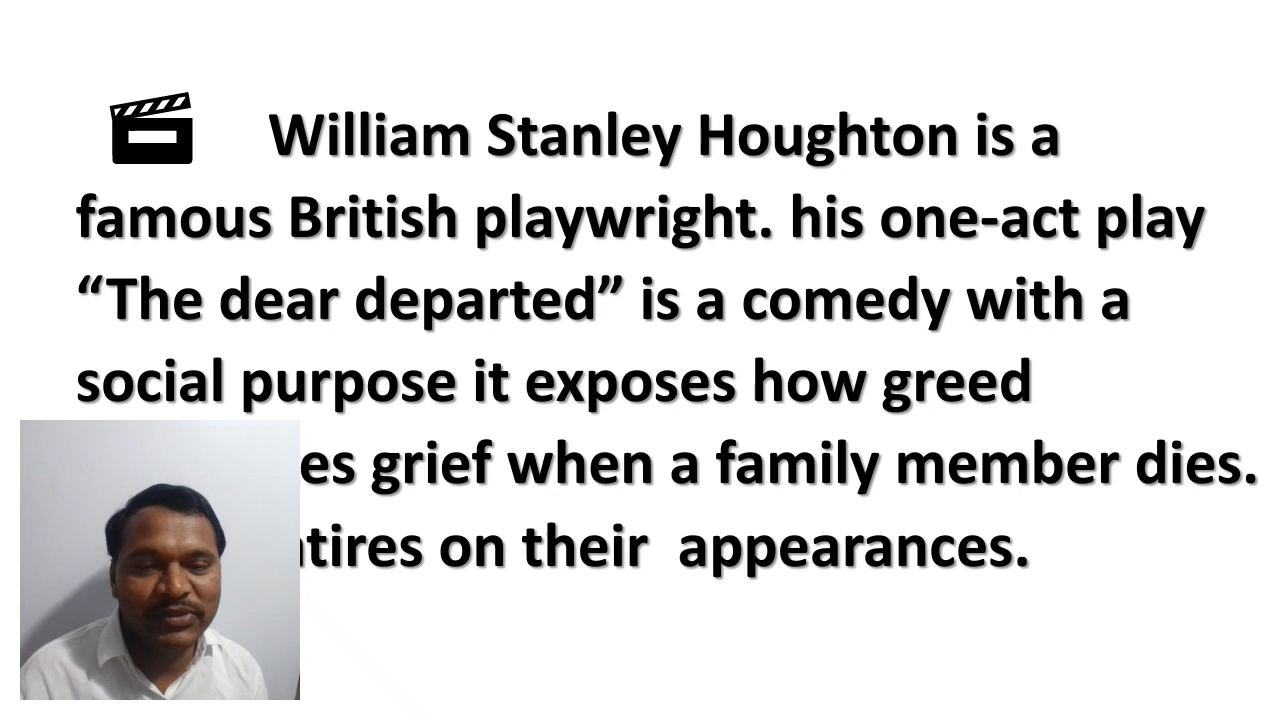 William Stanley Houghton is a
famous British playwright. his one-act play
“The dear departed” is a comedy with a
social purpose it exposes how greed
grief when a family member dies.
on their appearances.